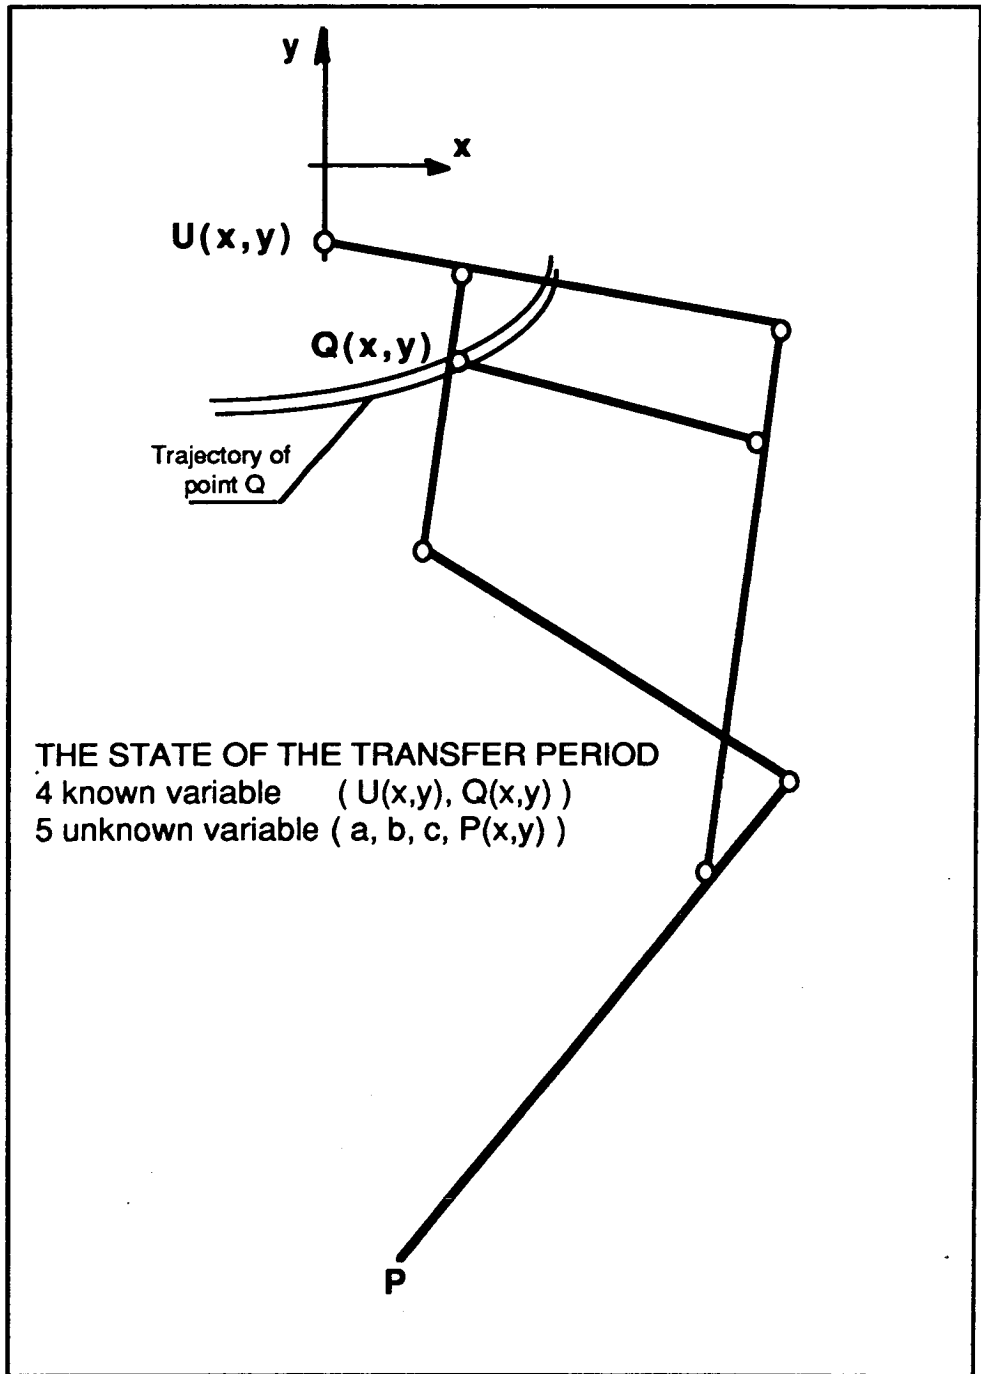 y
x
U(x,y)
Q(x,y)
Trajectory of
point Q
THE STATE OF THE TRANSFER PERIOD
4 known variable ( U(x,y), Q(x,y) )
5 unknown variable ( a, b, c, P(x,y) )
P